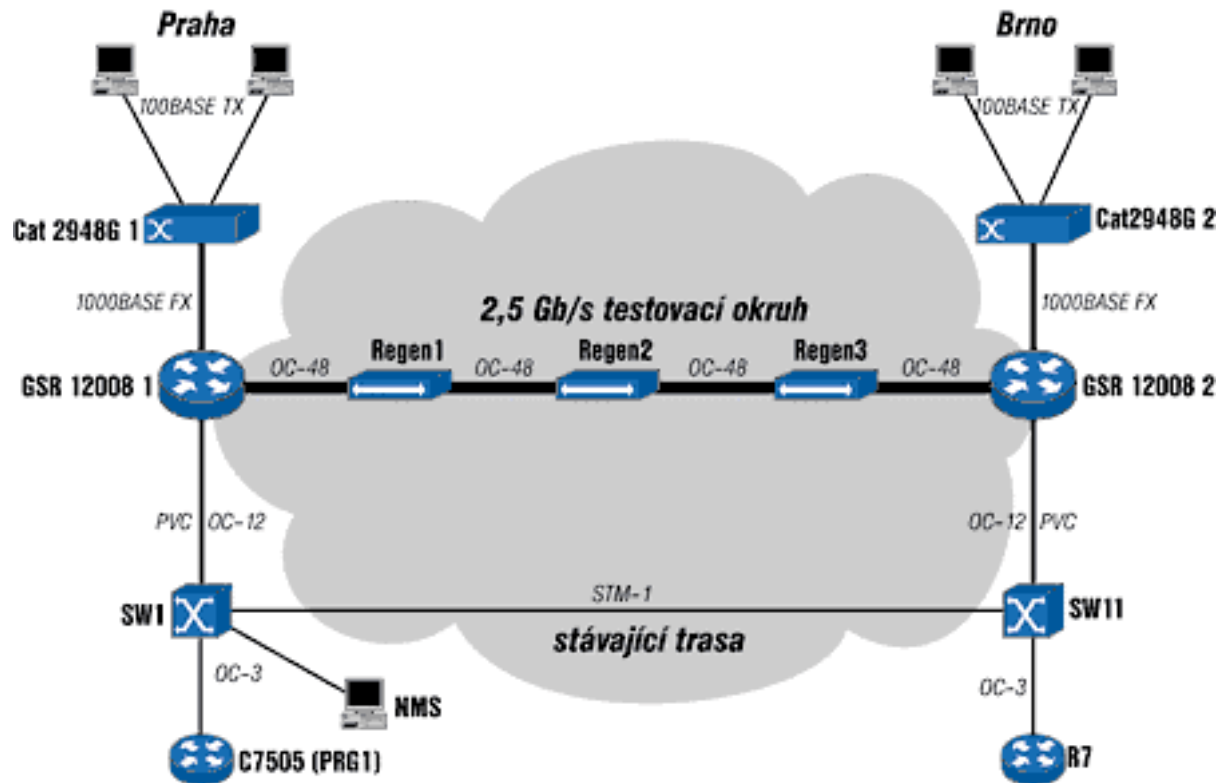 Praha
Brno
100BASE TX
100BASE TX
Cat 2948G 1
Cat2948G 2
1000BASE FX
1000BASE FX
2,5 Gb/s testovací okruh
Regen1
Regen2
Regen3
OC-48
OC-48
OC-48
OC-48
GSR 12008 1
GSR 12008 2
PVC
OC-12
OC-12
PVC
STM-1
SW1
SW11
stávající trasa
OC-3
OC-3
NMS
C7505 (PRG1)
R7